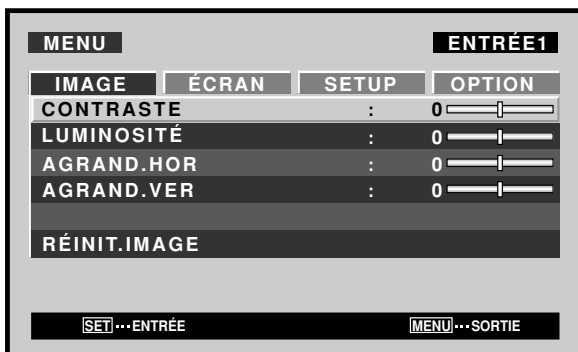 MENU ENTRÉE1
IMAGE ÉCRAN SETUP OPTION
CONTRASTE : 0
LUMINOSITÉ : 0
AGRAND.HOR : 0
AGRAND.VER : 0
RÉINIT.IMAGE
SET···ENTRÉE MENU···SORTIE